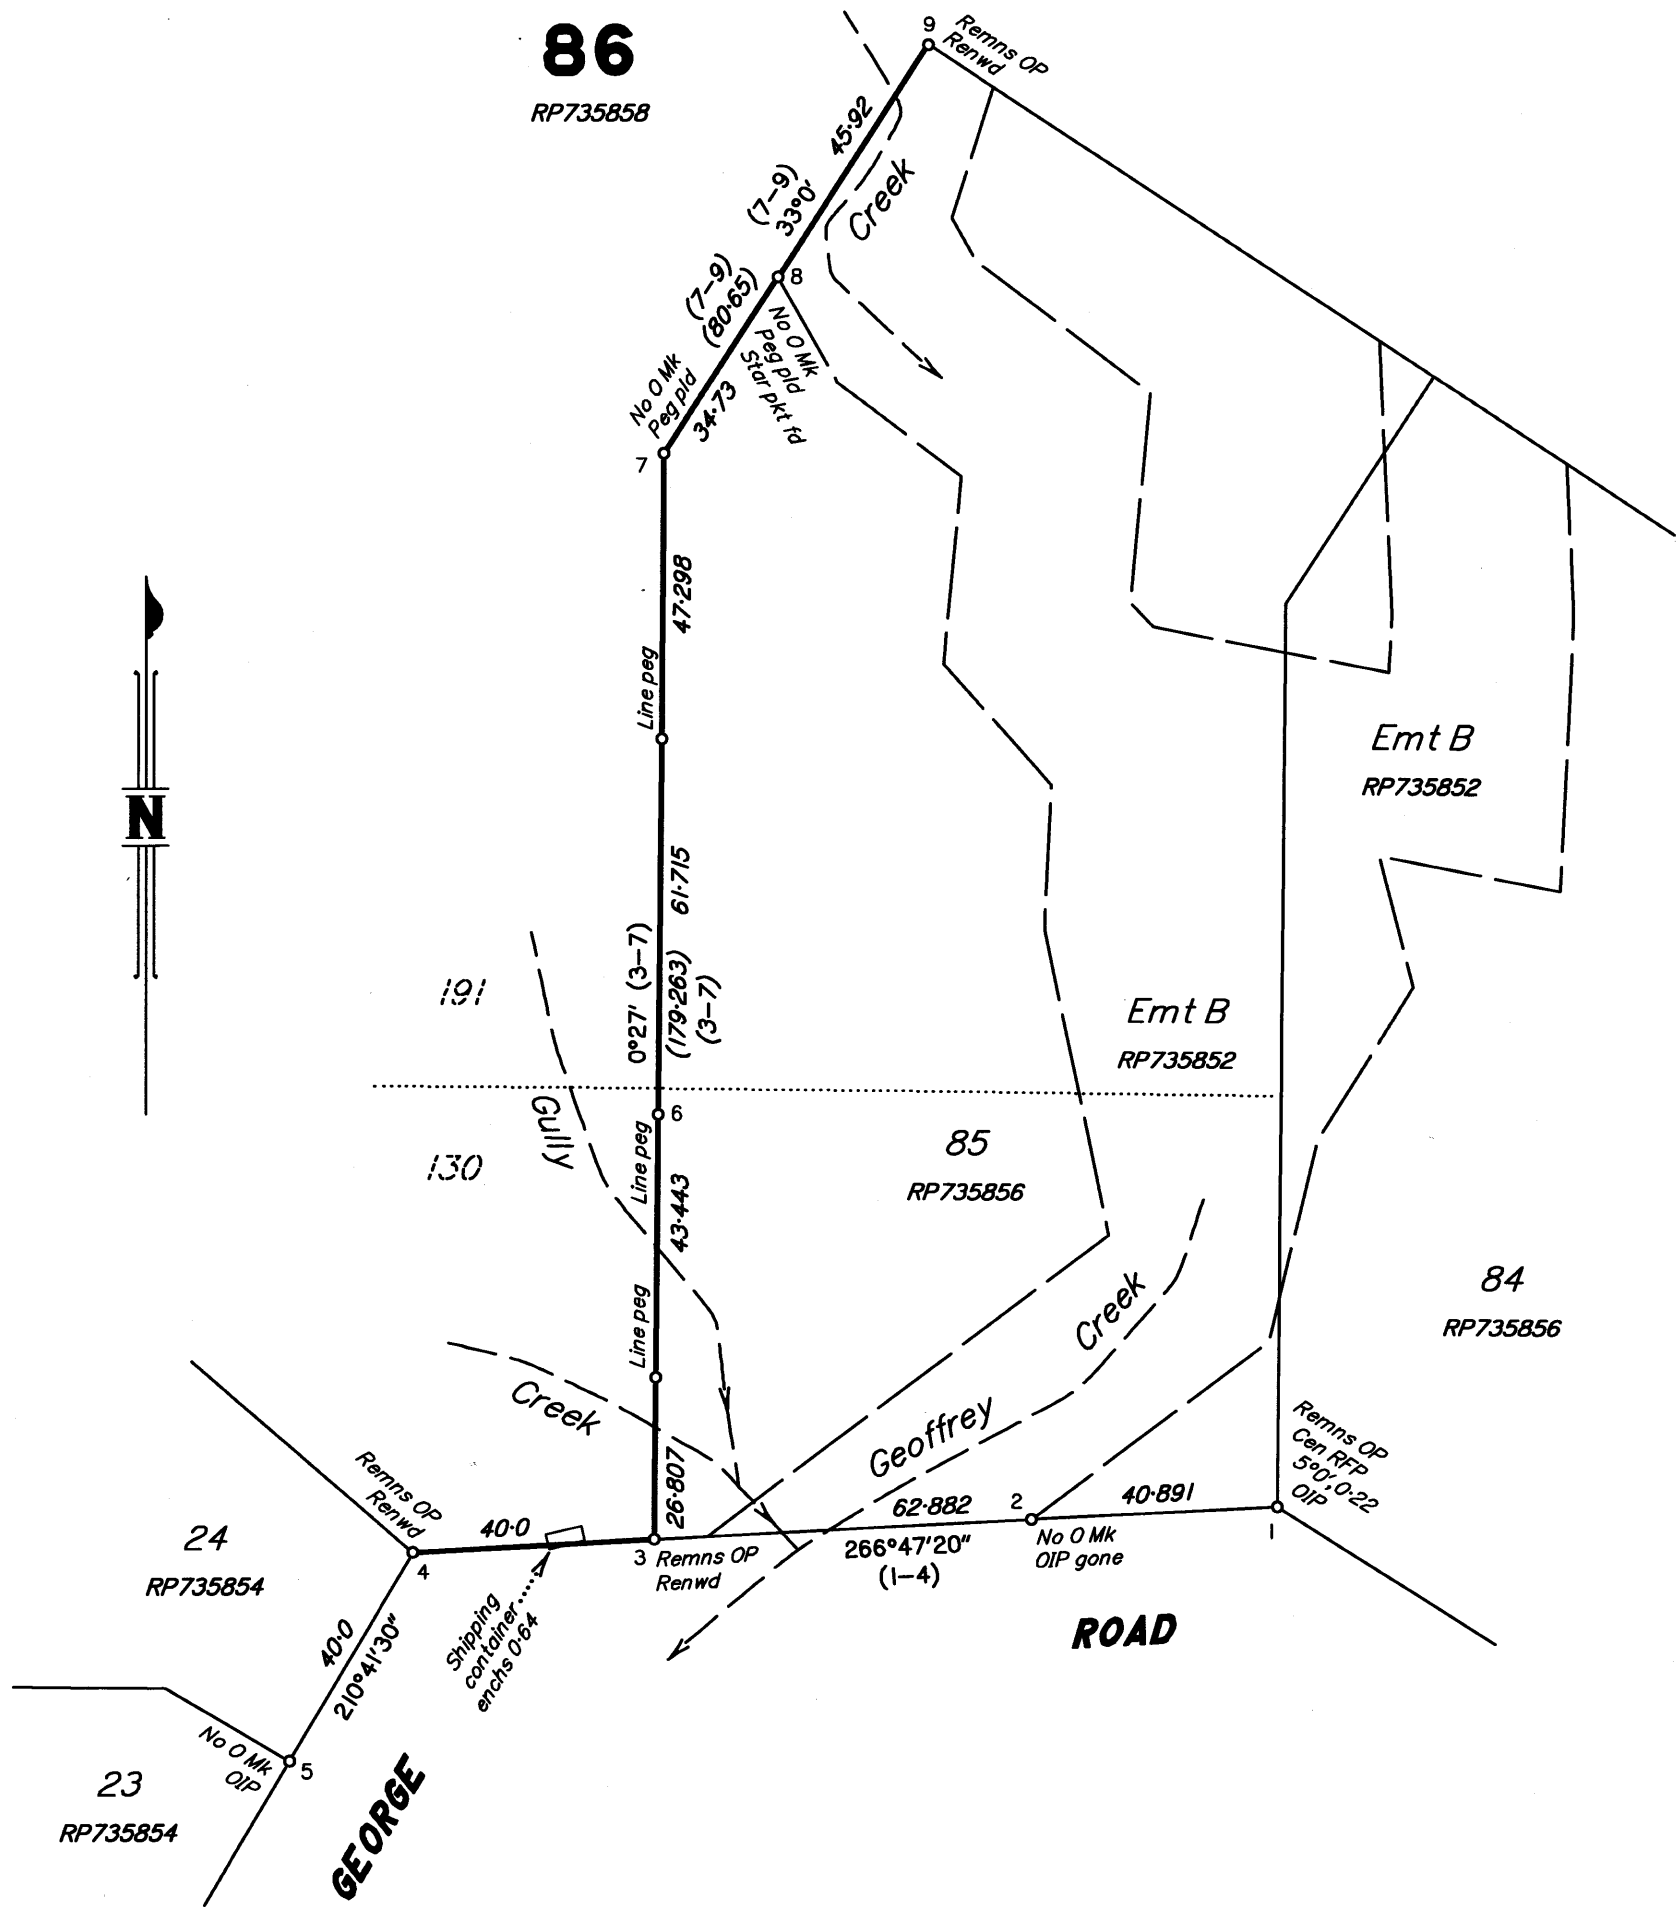 86
RP735858
9
Remns OP
Renwd
45·92
(7–9)
33°0'
Creek
8
(7–9)
(80·65)
No O Mk
Peg pld
Star pkt fd
No O Mk
Peg pld
34·73
7
47·298
Line peg
N
Emt B
RP735852
61·715
0°27' (3–7)
(179·263)
(3–7)
191
Emt B
RP735852
6
Gully
130
Line peg
43·443
85
RP735856
84
RP735856
Line peg
Creek
Creek
Geoffrey
26·807
Remns OP
Renwd
Remns OP
Cen RFP
5°0', 0·22
OIP
1
40·891
2
62·882
No O Mk
OIP gone
266°47'20"
(1–4)
3
Remns OP
Renwd
40·0
4
24
RP735854
Shipping
container
enchs 0·64
ROAD
40·0
210°41'30"
No O Mk
OIP
5
23
RP735854
GEORGE